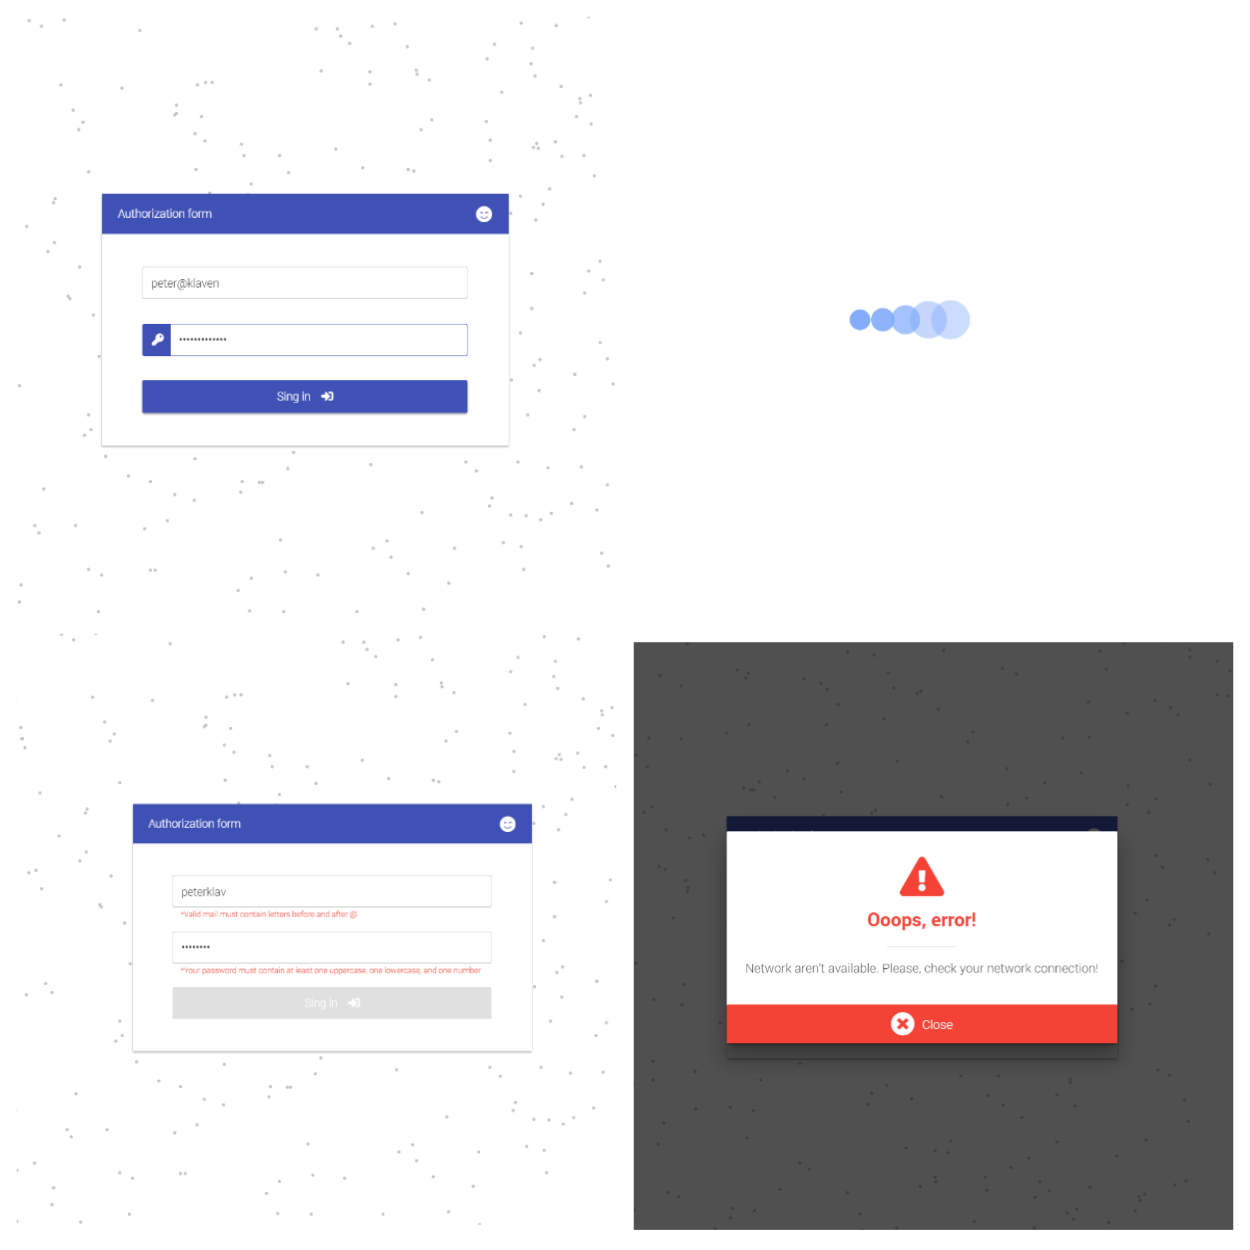 Authorization form
peter@klaven
•••••••••••••
Sing in
Authorization form
peterklav
*Valid mail must contain letters before and after @
••••••••
*Your password must contain at least one uppercase, one lowercase, and one number
Sing in
Ooops, error!
Network aren't available. Please, check your network connection!
Close